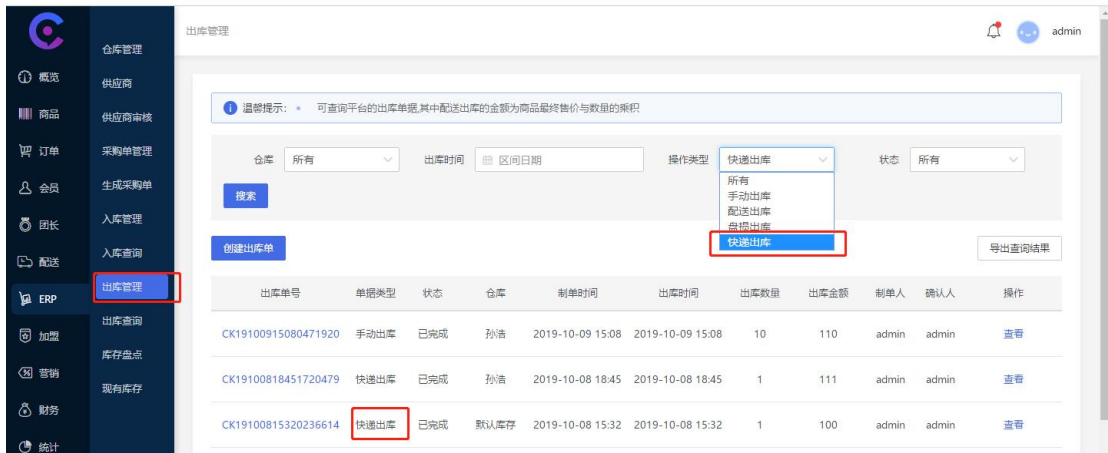 出库管理
admin
概览
商品
订单
会员
团长
配送
ERP
加盟
营销
财务
统计
仓库管理
供应商
供应商审核
采购单管理
生成采购单
入库管理
入库查询
出库管理
出库查询
库存盘点
现有库存
温馨提示： 可查询平台的出库单据,其中配送出库的金额为商品最终售价与数量的乘积
仓库 所有 出库时间 区间日期 操作类型 快递出库 状态 所有
所有
手动出库
配送出库
盘损出库
快递出库
搜索
创建出库单 导出查询结果
出库单号 单据类型 状态 仓库 制单时间 出库时间 出库数量 出库金额 制单人 确认人 操作
CK19100915080471920 手动出库 已完成 孙浩 2019-10-09 15:08 2019-10-09 15:08 10 110 admin admin 查看
CK19100818451720479 快递出库 已完成 孙浩 2019-10-08 18:45 2019-10-08 18:45 1 111 admin admin 查看
CK19100815320236614 快递出库 已完成 默认库存 2019-10-08 15:32 2019-10-08 15:32 1 100 admin admin 查看